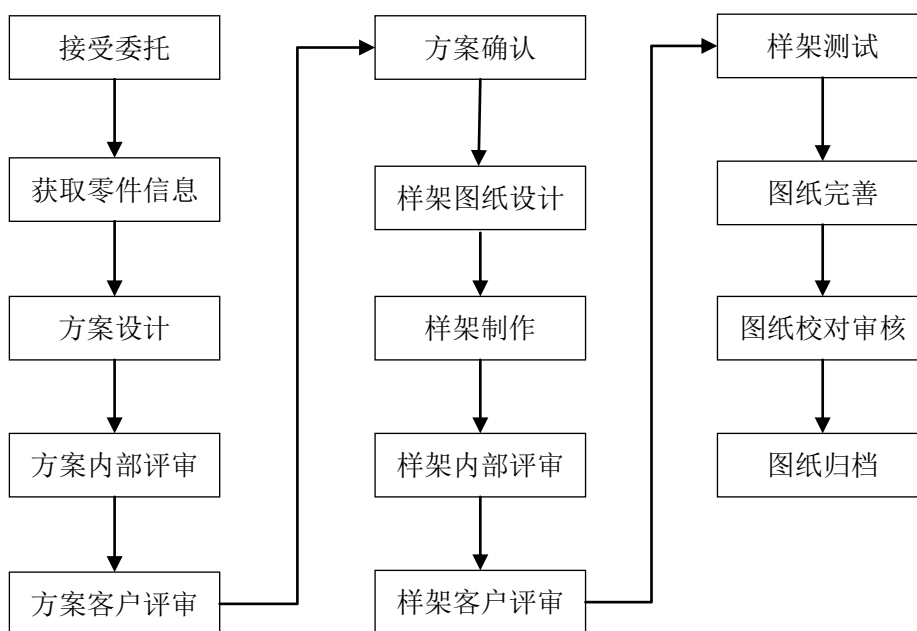 接受委托
获取零件信息
方案设计
方案内部评审
方案客户评审
方案确认
样架图纸设计
样架制作
样架内部评审
样架客户评审
样架测试
图纸完善
图纸校对审核
图纸归档